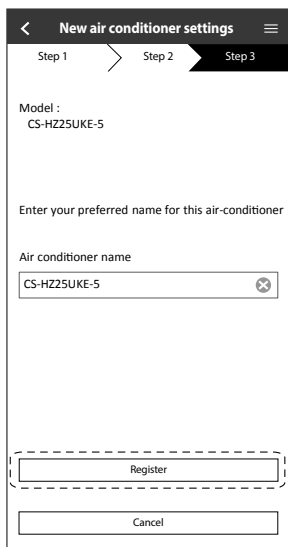 New air conditioner settings
Step 1 Step 2 Step 3
Model :
CS-HZ25UKE-5
Enter your preferred name for this air-conditioner
Air conditioner name
CS-HZ25UKE-5
Register
Cancel